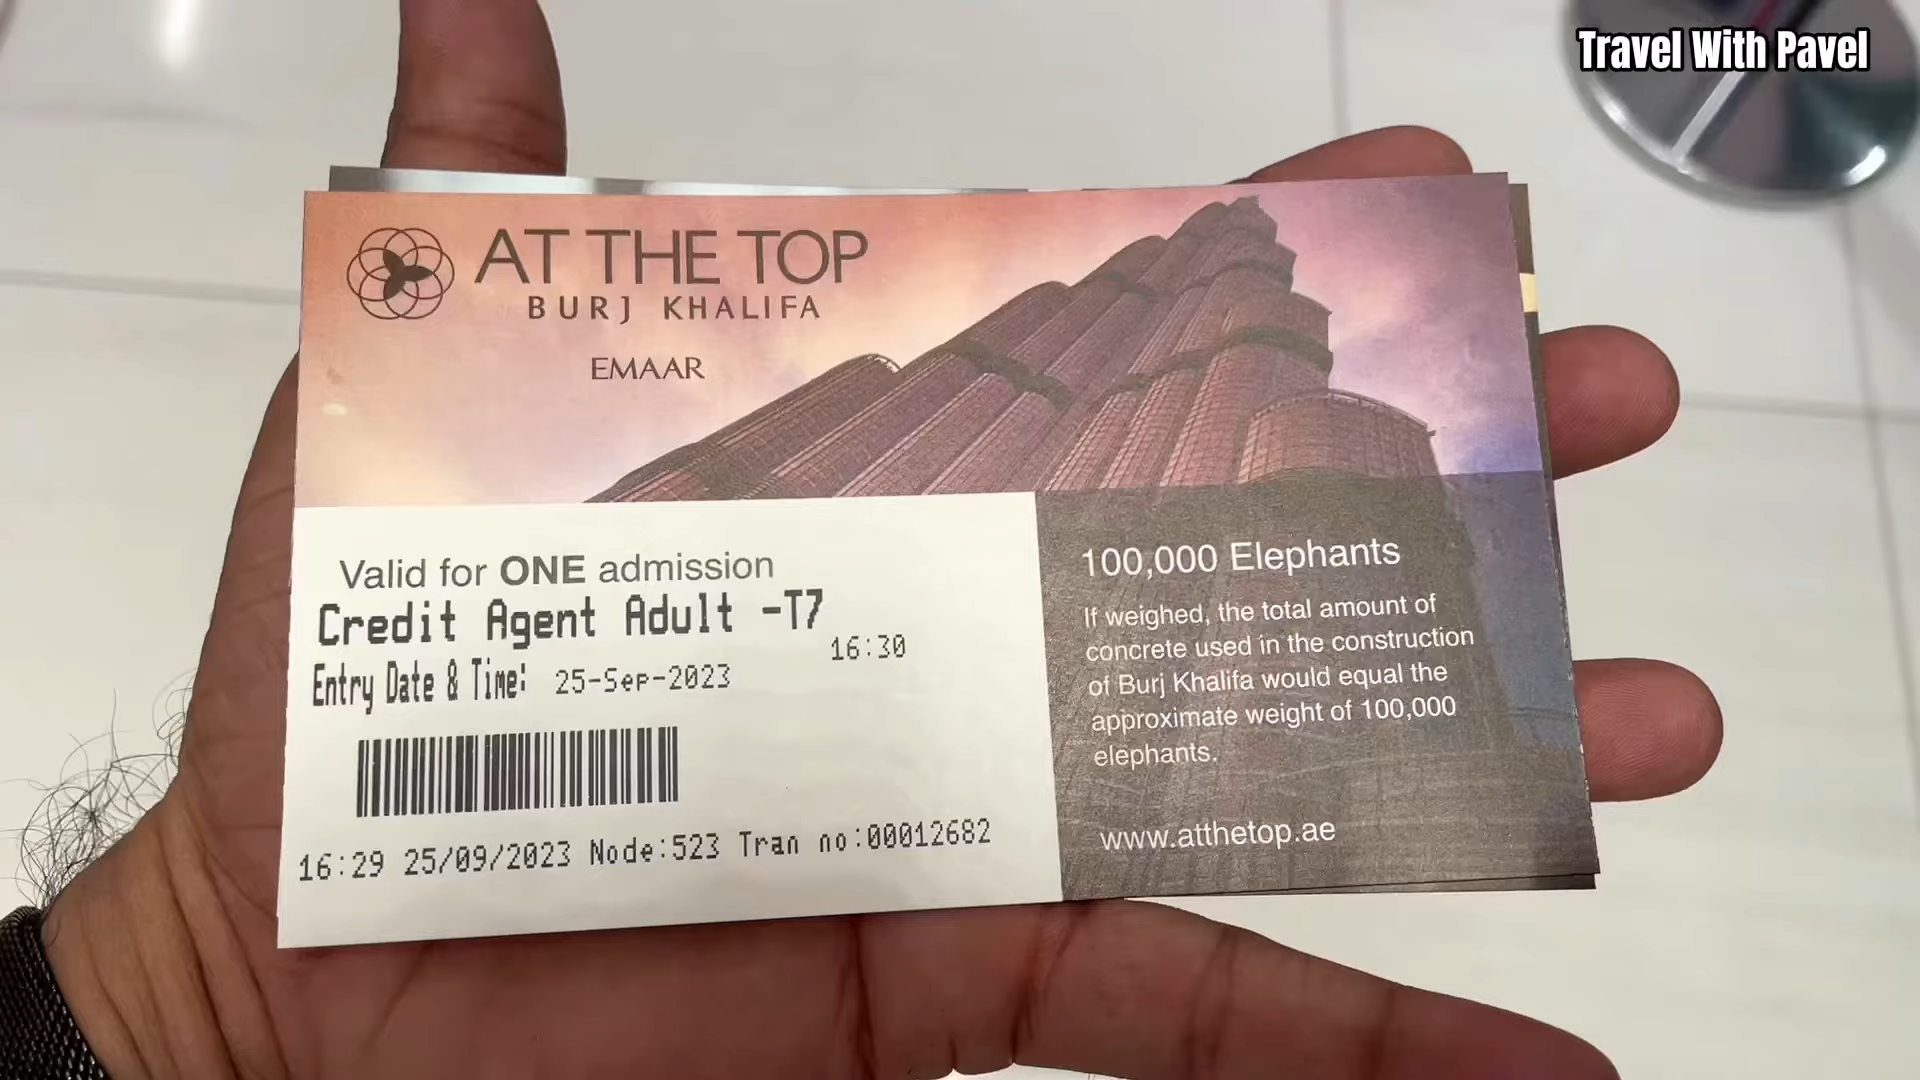 Travel With Pavel
AT THE TOP
BURJ KHALIFA
EMAAR
Valid for ONE admission
Credit Agent Adult -T7
16:30
Entry Date & Time: 25-Sep-2023
16:29 25/09/2023 Node:523 Tran no:00012682
100,000 Elephants
If weighed, the total amount of
concrete used in the construction
of Burj Khalifa would equal the
approximate weight of 100,000
elephants.
www.atthetop.ae